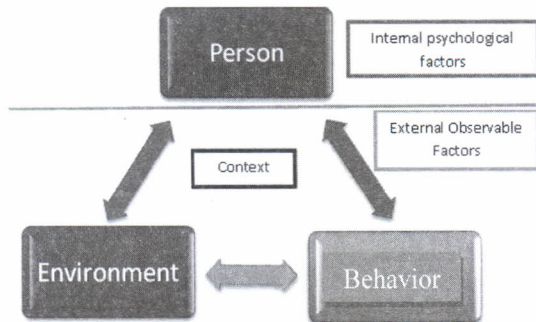 Person
Internal psychological
factors
External Observable
Factors
Context
Environment
Behavior